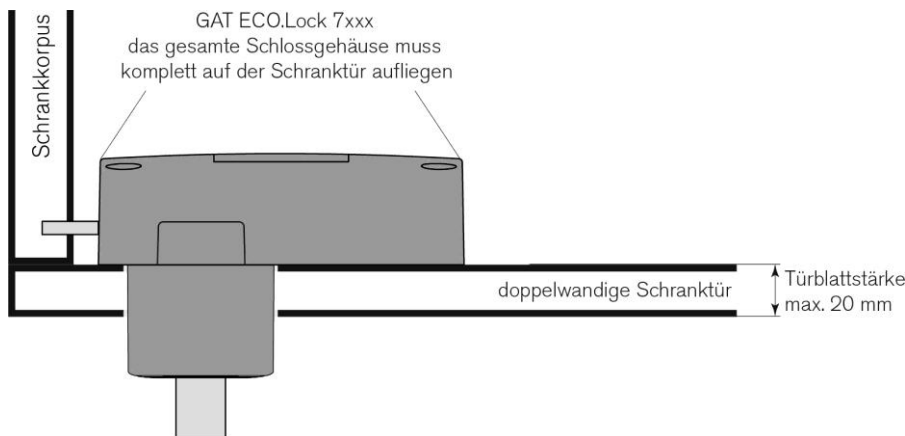 GAT ECO.Lock 7xxx
das gesamte Schlossgehäuse muss
komplett auf der Schranktür aufliegen
Schrankkorpus
doppelwandige Schranktür
Türblattstärke
max. 20 mm